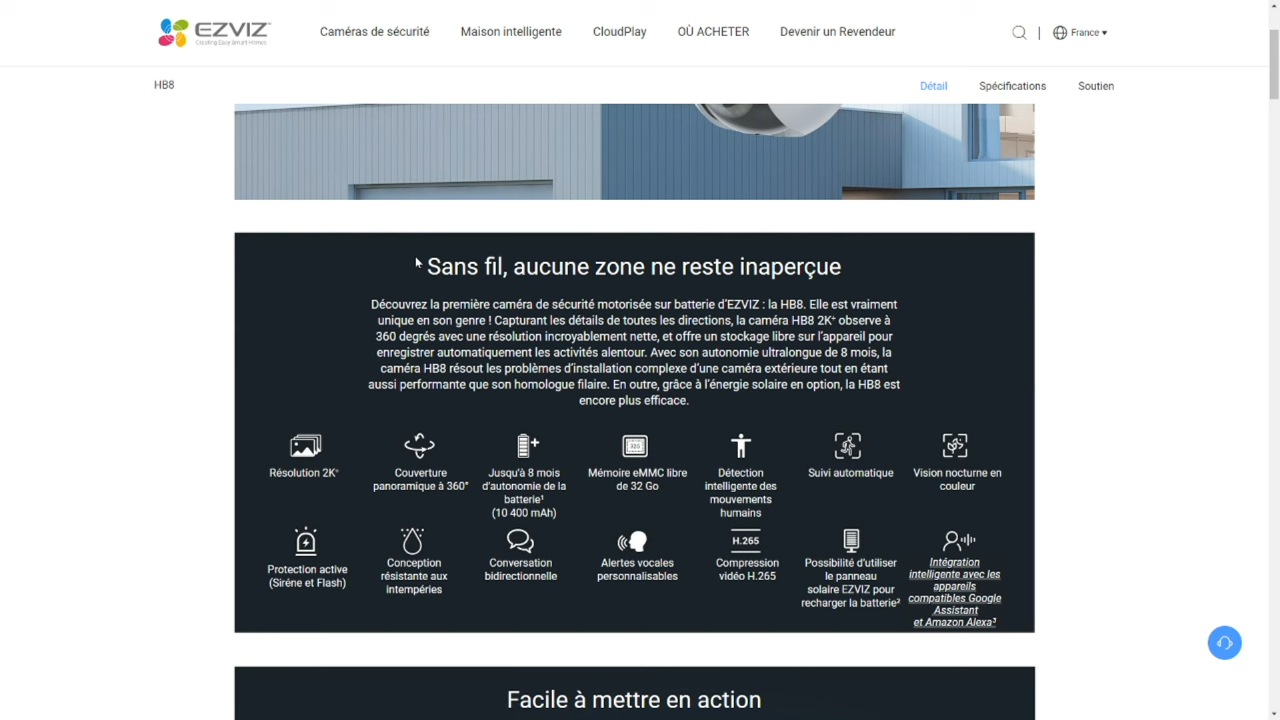 EZVIZ
Creating Easy Smart-Homes
Caméras de sécurité
Maison intelligente
CloudPlay
OÙ ACHETER
Devenir un Revendeur
France
HB8
Détail
Spécifications
Soutien
Sans fil, aucune zone ne reste inaperçue
Découvrez la première caméra de sécurité motorisée sur batterie d'EZVIZ : la HB8. Elle est vraiment
unique en son genre ! Capturant les détails de toutes les directions, la caméra HB8 2K⁺ observe à
360 degrés avec une résolution incroyablement nette, et offre un stockage libre sur l'appareil pour
enregistrer automatiquement les activités alentour. Avec son autonomie ultralongue de 8 mois, la
caméra HB8 résout les problèmes d'installation complexe d'une caméra extérieure tout en étant
aussi performante que son homologue filaire. En outre, grâce à l'énergie solaire en option, la HB8 est
encore plus efficace.
Résolution 2K⁺
Couverture
panoramique à 360°
Jusqu'à 8 mois
d'autonomie de la
batterie¹
(10 400 mAh)
Mémoire eMMC libre
de 32 Go
Détection
intelligente des
mouvements
humains
Suivi automatique
Vision nocturne en
couleur
Protection active
(Siréne et Flash)
Conception
résistante aux
intempéries
Conversation
bidirectionnelle
Alertes vocales
personnalisables
H.265
Compression
vidéo H.265
Possibilité d'utiliser
le panneau
solaire EZVIZ pour
recharger la batterie²
Intégration
intelligente avec les
appareils
compatibles Google
Assistant
et Amazon Alexa³
Facile à mettre en action